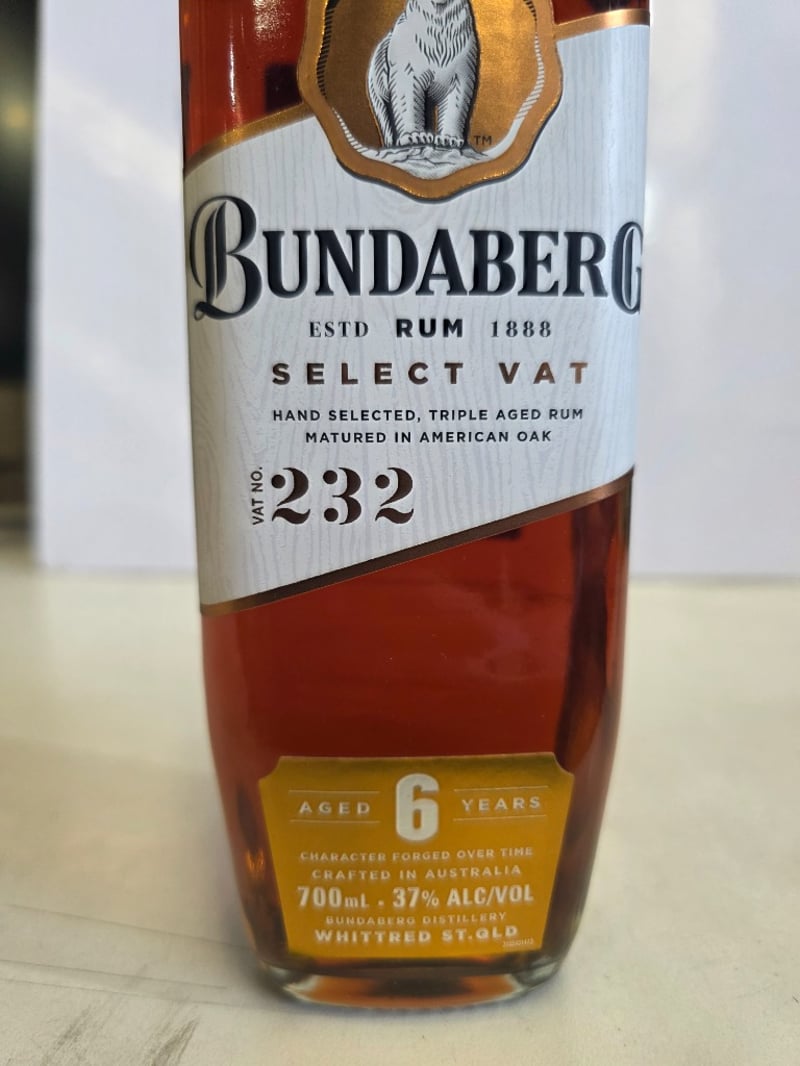 TM
BUNDABERG
ESTD RUM 1888
SELECT VAT
HAND SELECTED, TRIPLE AGED RUM
MATURED IN AMERICAN OAK
VAT NO. 232
AGED 6 YEARS
CHARACTER FORGED OVER TIME
CRAFTED IN AUSTRALIA
700mL . 37% ALC/VOL
BUNDABERG DISTILLERY
WHITTRED ST. QLD